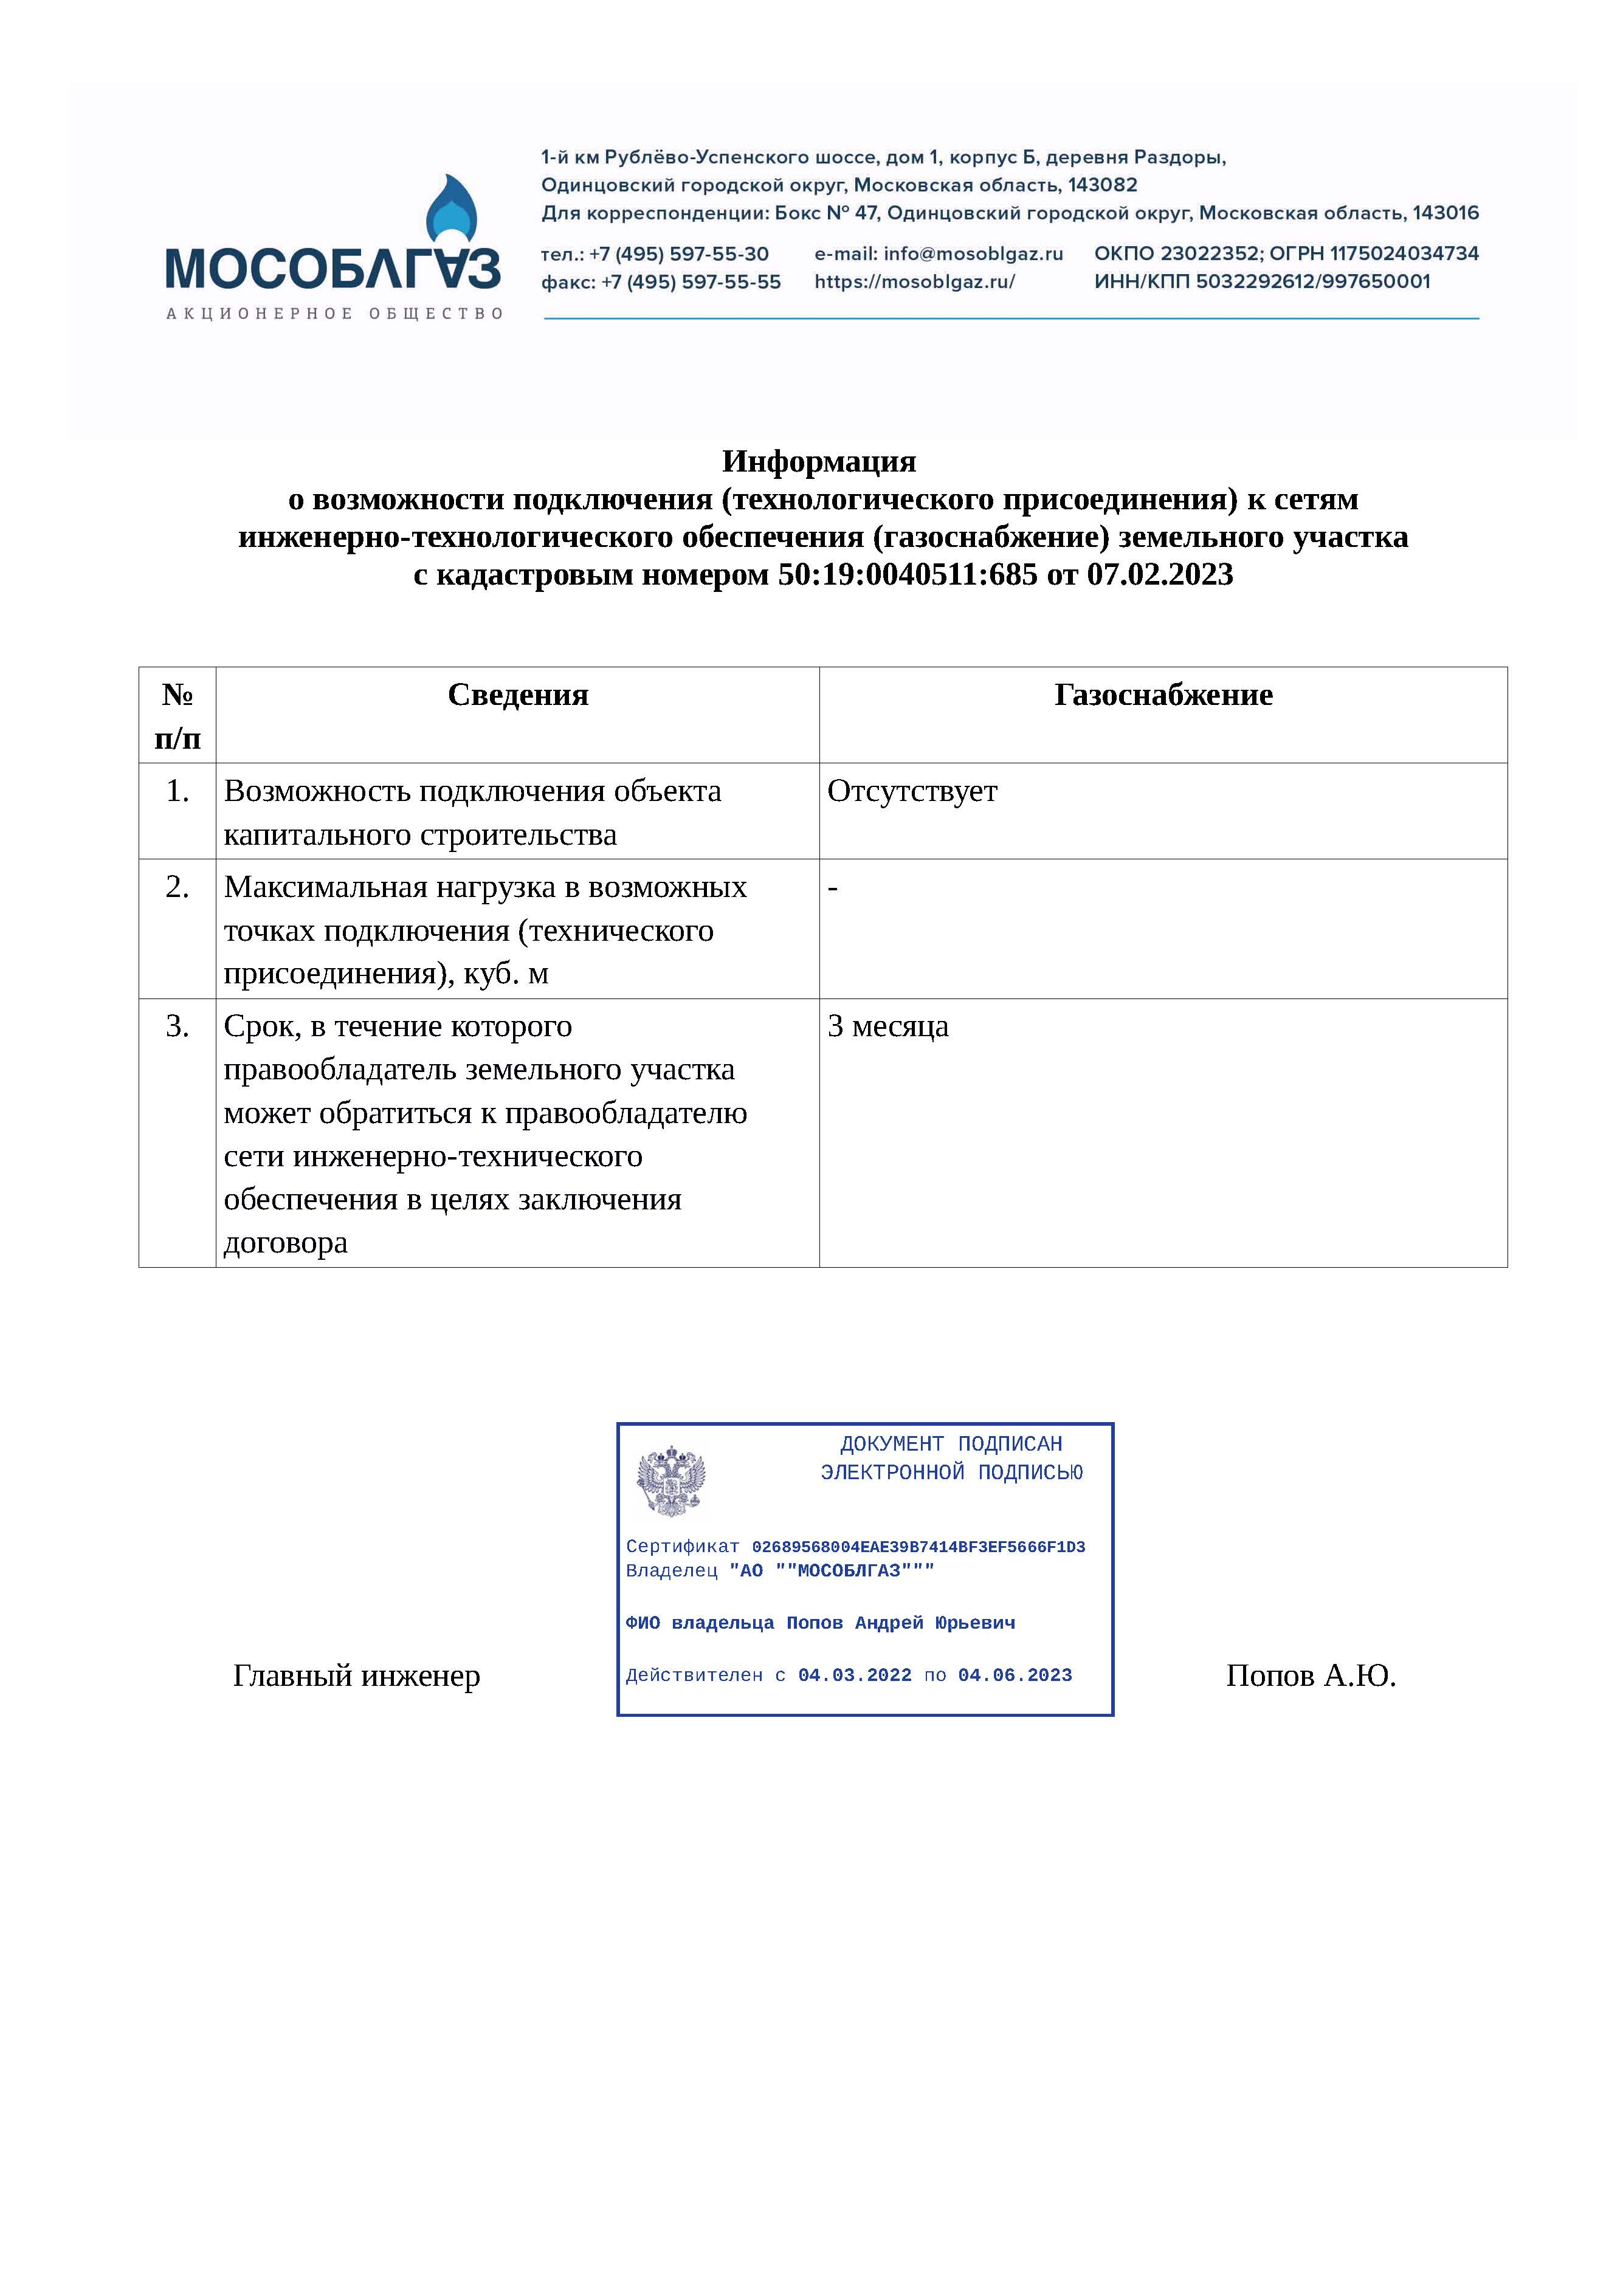 1-й км Рублёво-Успенского шоссе, дом 1, корпус Б, деревня Раздоры,
Одинцовский городской округ, Московская область, 143082
Для корреспонденции: Бокс № 47, Одинцовский городской округ, Московская область, 143016
тел.: +7 (495) 597-55-30 e-mail: info@mosoblgaz.ru ОКПО 23022352; ОГРН 1175024034734
факс: +7 (495) 597-55-55 https://mosoblgaz.ru/ ИНН/КПП 5032292612/997650001
МОСОБЛГАЗ
АКЦИОНЕРНОЕ ОБЩЕСТВО
Информация
о возможности подключения (технологического присоединения) к сетям
инженерно-технологического обеспечения (газоснабжение) земельного участка
с кадастровым номером 50:19:0040511:685 от 07.02.2023
№ Сведения Газоснабжение
п/п
1. Возможность подключения объекта Отсутствует
капитального строительства
2. Максимальная нагрузка в возможных -
точках подключения (технического
присоединения), куб. м
3. Срок, в течение которого 3 месяца
правообладатель земельного участка
может обратиться к правообладателю
сети инженерно-технического
обеспечения в целях заключения
договора
ДОКУМЕНТ ПОДПИСАН
ЭЛЕКТРОННОЙ ПОДПИСЬЮ
Сертификат 02689568004EAE39B7414BF3EF5666F1D3
Владелец "АО ""МОСОБЛГАЗ"""
ФИО владельца Попов Андрей Юрьевич
Действителен с 04.03.2022 по 04.06.2023
Главный инженер Попов А.Ю.